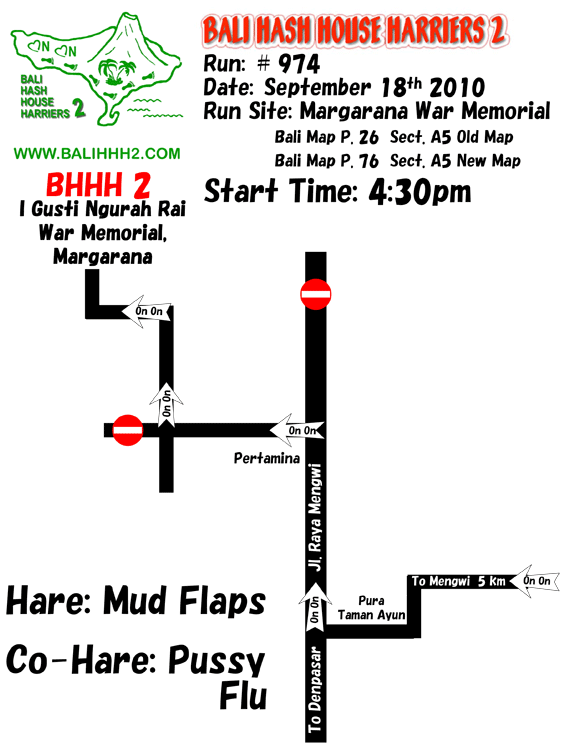 BALI HASH HOUSE HARRIERS 2
N
N
BALI
HASH
HOUSE
HARRIERS 2
WWW.BALIHHH2.COM
Run: # 974
Date: September 18th 2010
Run Site: Margarana War Memorial
Bali Map P. 26 Sect. A5 Old Map
Bali Map P. 76 Sect. A5 New Map
Start Time: 4:30pm
BHHH 2
I Gusti Ngurah Rai
War Memorial,
Margarana
On On
On On
On On
Pertamina
Jl. Raya Mengwi
To Mengwi 5 Km
On On
On On
Pura
Taman Ayun
To Denpasar
Hare: Mud Flaps
Co-Hare: Pussy
Flu